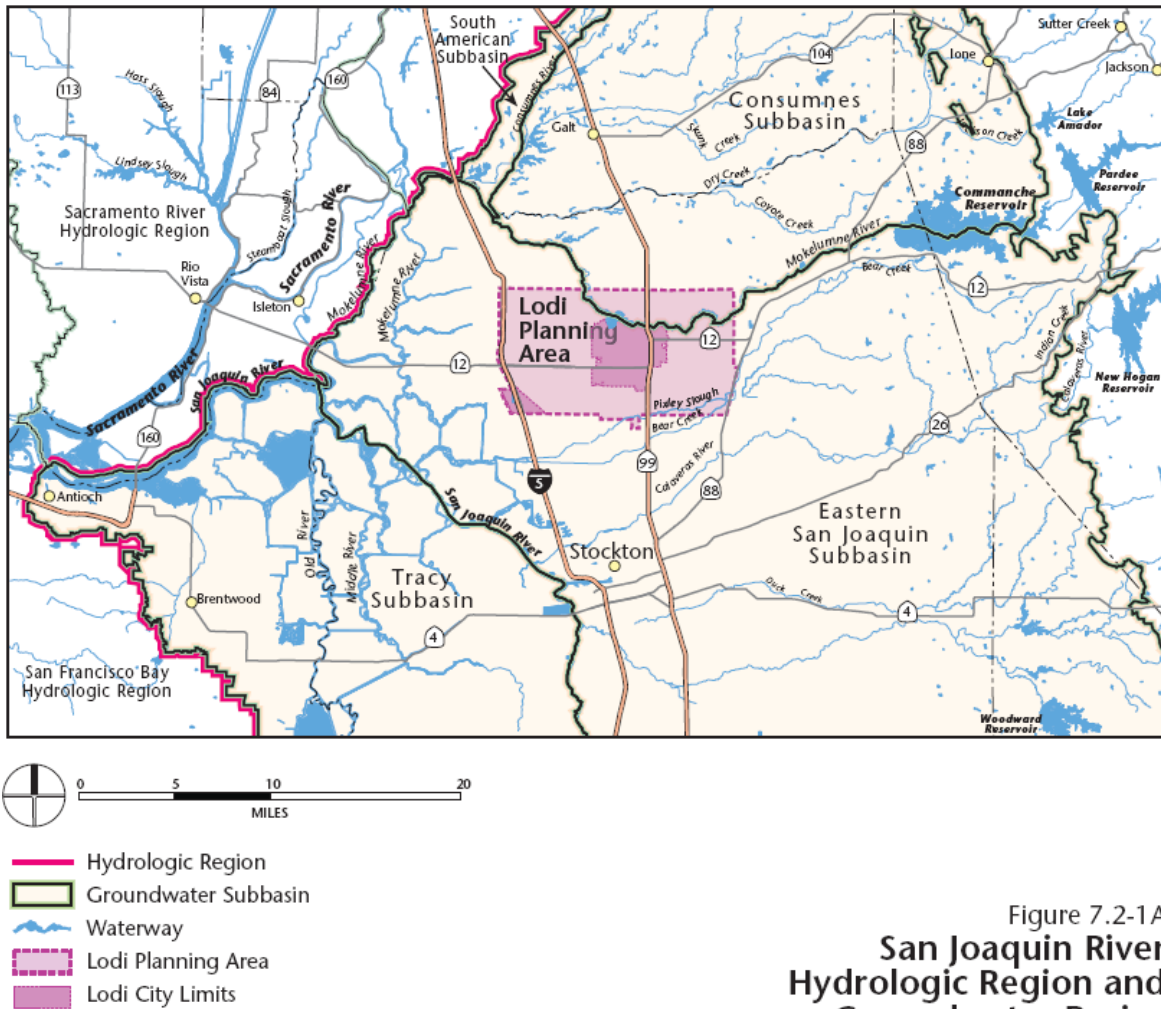 South
American
Subbasin
Sutter Creek
Ione
Jackson
104
113
84
160
Hass Slough
Consumnes River
Galt
Consumnes
Subbasin
Skunk
Creek
Jackson Creek
Lake
Amador
88
Lindsey Slough
Dry Creek
Pardee
Reservoir
Sacramento River
Hydrologic Region
Steamboat Slough
Sacramento River
Coyote Creek
Commanche
Reservoir
Mokelumne River
Mokelumne River
Mokelumne River
Bear Creek
Rio
Vista
Isleton
12
Lodi
Planning
Area
12
12
Indian Creek
Calaveras River
New Hogan
Reservoir
San Joaquin River
Sacramento River
Pixley Slough
Bear Creek
26
160
99
Calaveras River
88
5
Antioch
San Joaquin River
Eastern
San Joaquin
Subbasin
Old River
Middle River
Stockton
Tracy
Subbasin
Duck Creek
Brentwood
4
4
San Francisco Bay
Hydrologic Region
Woodward
Reservoir
0 5 10 20
MILES
Hydrologic Region
Groundwater Subbasin
Waterway
Lodi Planning Area
Lodi City Limits
Figure 7.2-1A
San Joaquin River
Hydrologic Region and